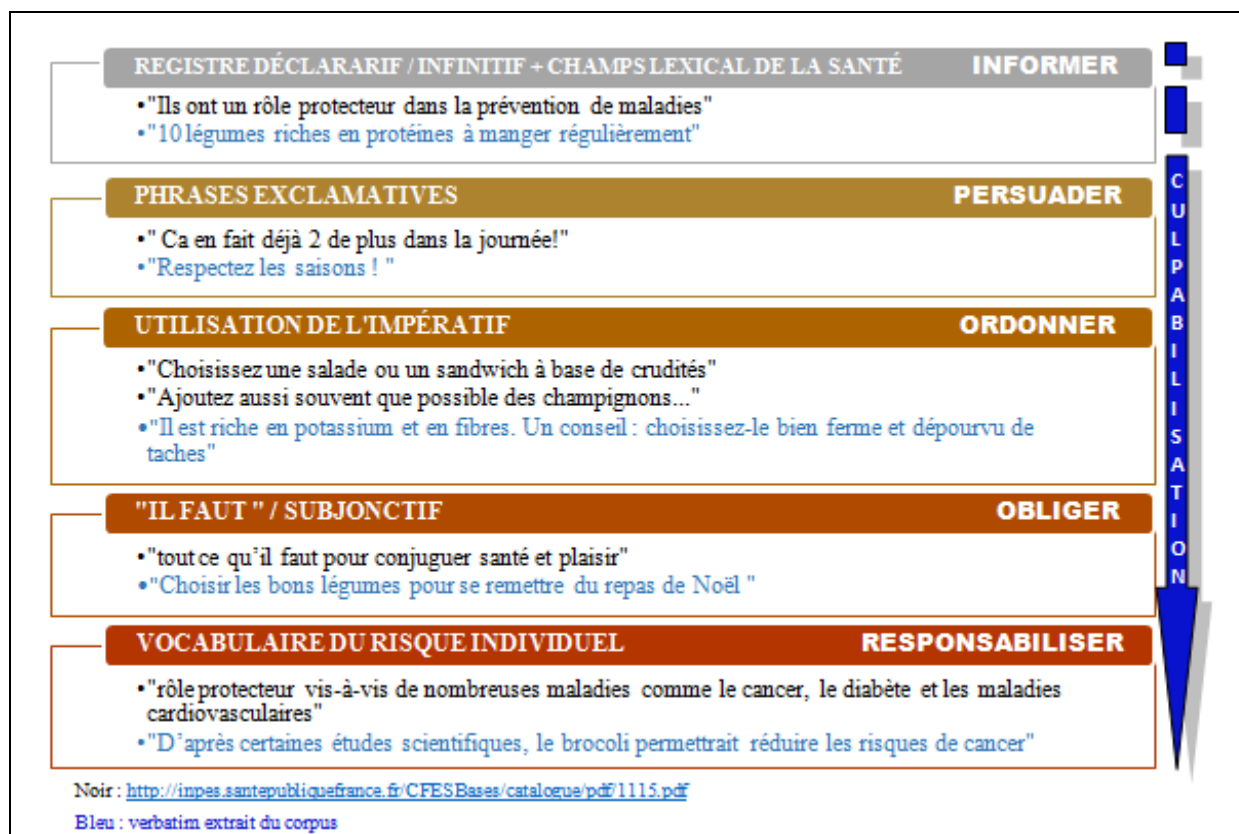 REGISTRE DÉCLARARIF / INFINITIF + CHAMPS LEXICAL DE LA SANTÉ INFORMER
•"Ils ont un rôle protecteur dans la prévention de maladies"
•"10 légumes riches en protéines à manger régulièrement"
PHRASES EXCLAMATIVES PERSUADER
•" Ca en fait déjà 2 de plus dans la journée!"
•"Respectez les saisons ! "
UTILISATION DE L'IMPÉRATIF ORDONNER
•"Choisissez une salade ou un sandwich à base de crudités"
•"Ajoutez aussi souvent que possible des champignons..."
•"Il est riche en potassium et en fibres. Un conseil : choisissez-le bien ferme et dépourvu de
taches"
"IL FAUT " / SUBJONCTIF OBLIGER
•"tout ce qu’il faut pour conjuguer santé et plaisir"
•"Choisir les bons légumes pour se remettre du repas de Noël "
VOCABULAIRE DU RISQUE INDIVIDUEL RESPONSABILISER
•"rôle protecteur vis-à-vis de nombreuses maladies comme le cancer, le diabète et les maladies
cardiovasculaires"
•"D’après certaines études scientifiques, le brocoli permettrait réduire les risques de cancer"
CULPABILISATION
Noir : http://inpes.santepubliquefrance.fr/CFESBases/catalogue/pdf/1115.pdf
Bleu : verbatim extrait du corpus